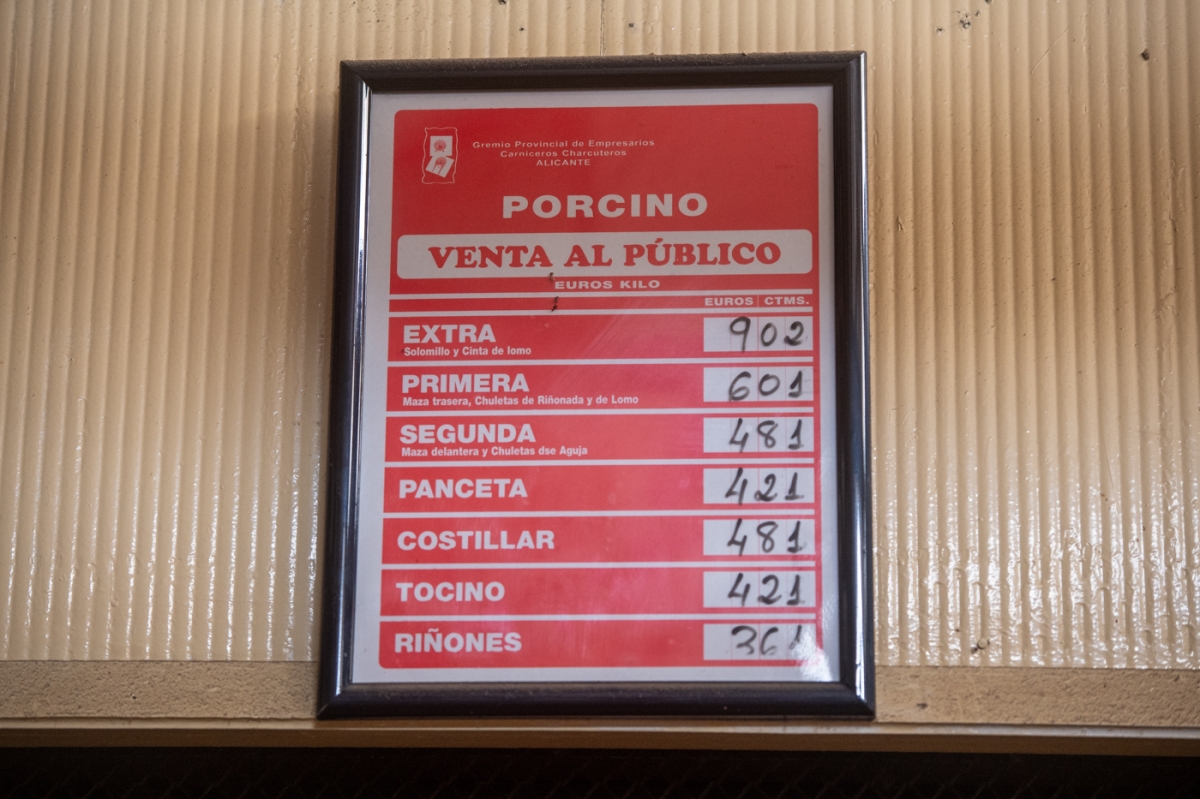 Gremio Provincial de Empresarios
Carniceros Charcuteros
ALICANTE
PORCINO
VENTA AL PÚBLICO
EUROS KILO
EUROS CTMS.
EXTRA 902
Solomillo y Cinta de lomo
PRIMERA 601
Maza trasera, Chuletas de Riñonada y de Lomo
SEGUNDA 481
Maza delantera y Chuletas dse Aguja
PANCETA 421
COSTILLAR 481
TOCINO 421
RIÑONES 361